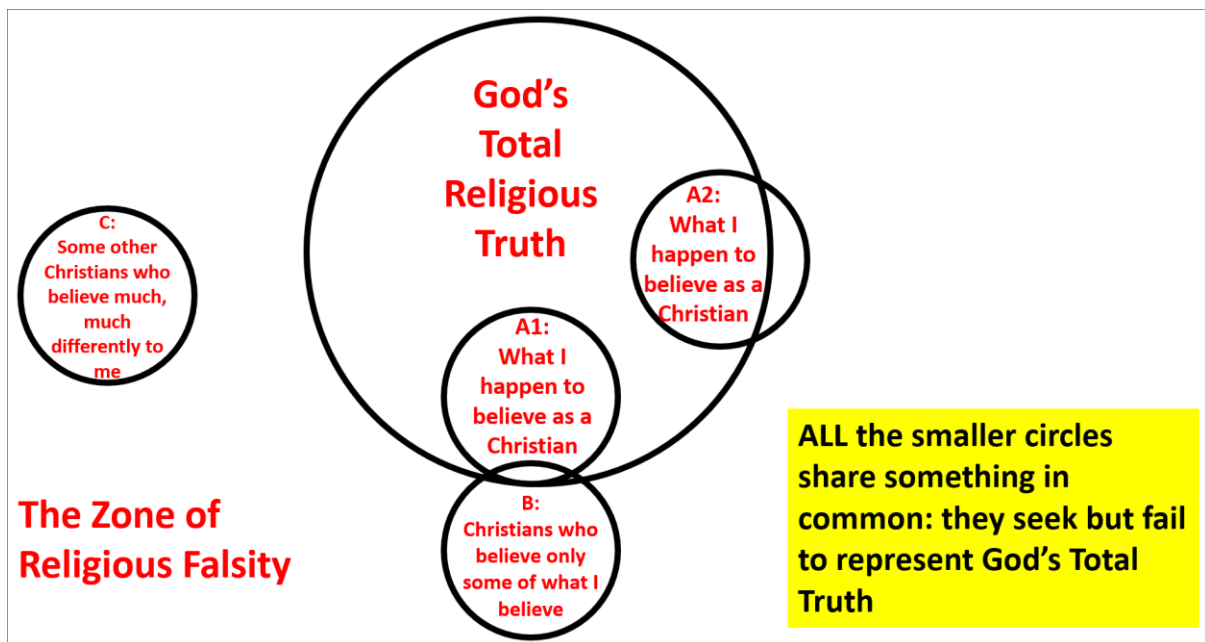 God’s
Total
Religious
Truth
C:
Some other
Christians who
believe much,
much
differently to
me
A2:
What I
happen to
believe as a
Christian
A1:
What I
happen to
believe as a
Christian
B:
Christians who
believe only
some of what I
believe
The Zone of
Religious Falsity
ALL the smaller circles
share something in
common: they seek but fail
to represent God’s Total
Truth